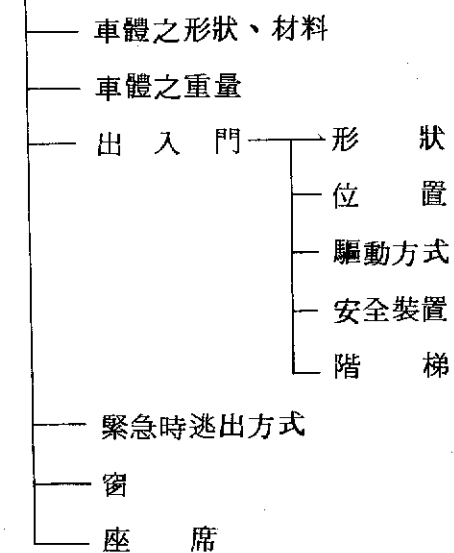 車體之形狀、材料
車體之重量
出入門 形狀
位置
驅動方式
安全裝置
階梯
緊急時逃出方式
窗
座席